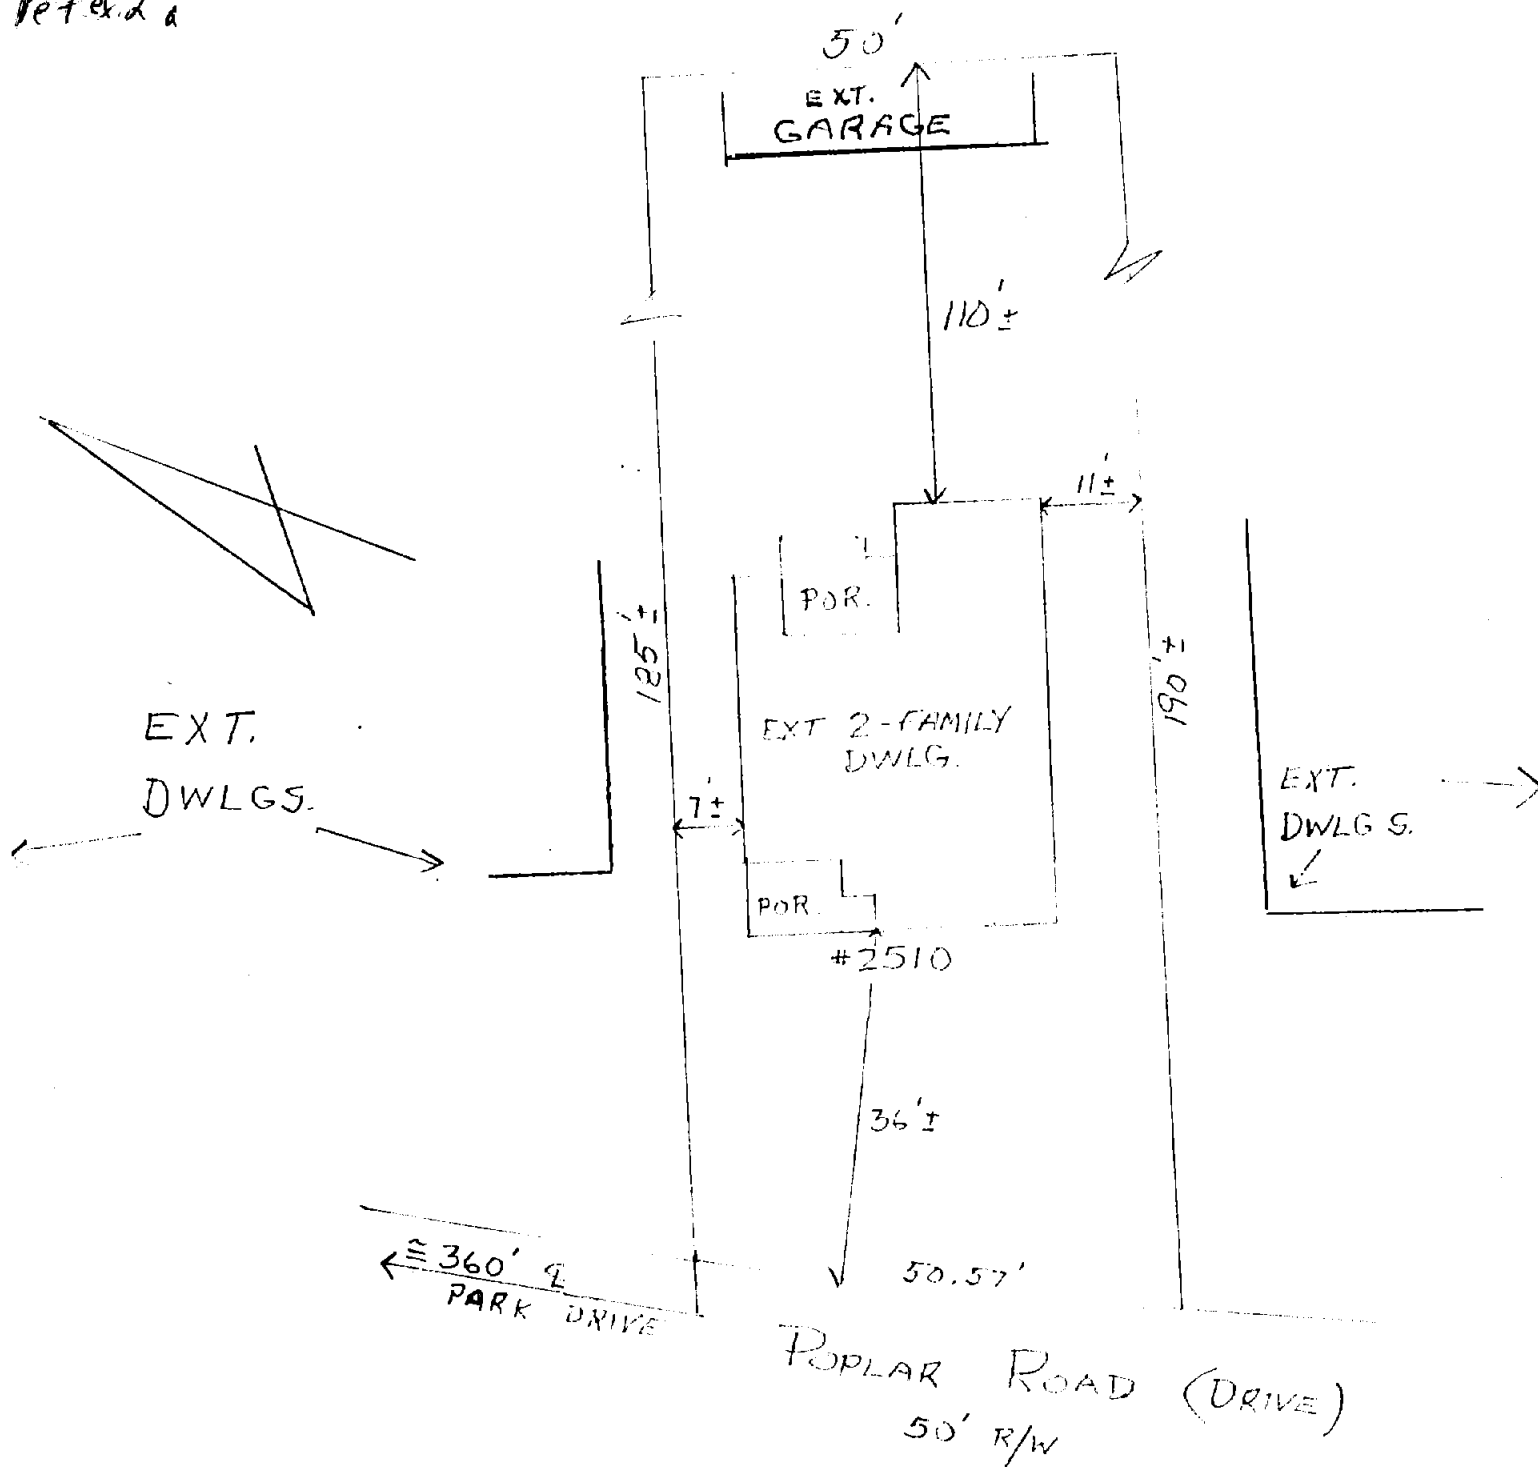 50'
EXT.
GARAGE
110'±
11'±
POR.
185'±
190'±
EXT.
DWLGS.
EXT 2-FAMILY
DWLG.
7'±
EXT.
DWLGS.
POR.
#2510
36'±
≅360' ℄
PARK DRIVE
50.57'
POPLAR ROAD (DRIVE)
50' R/W